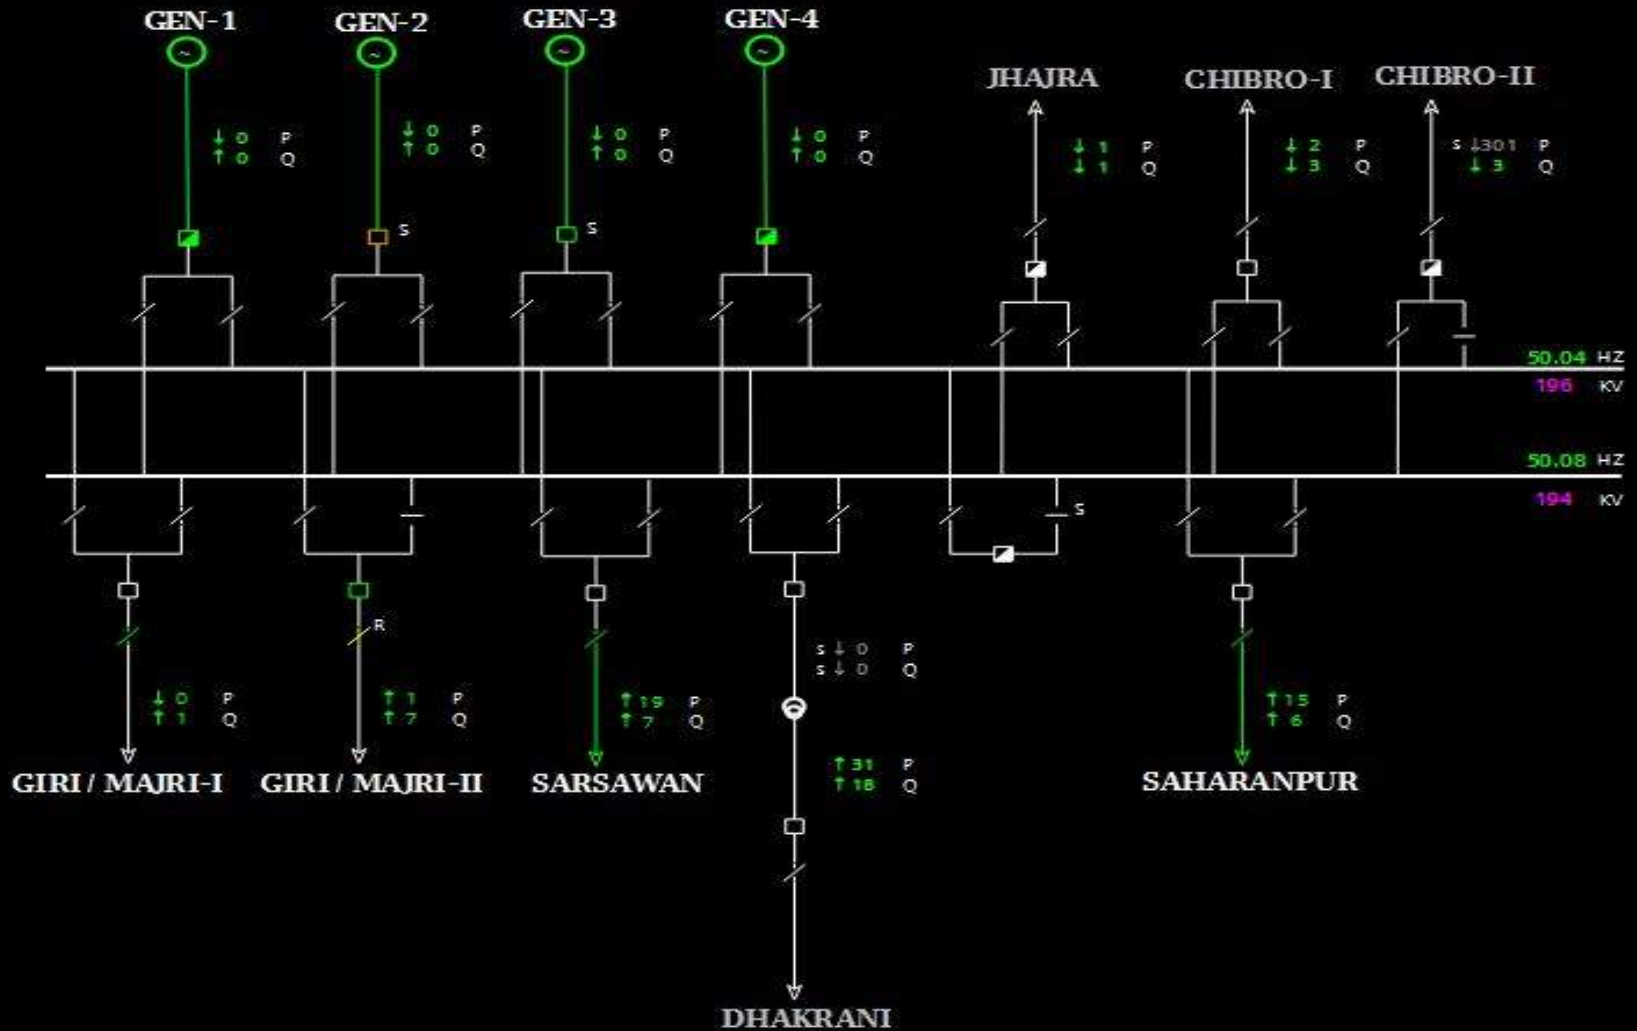 GEN-1
GEN-2
GEN-3
GEN-4
JHAJRA
CHIBRO-I
CHIBRO-II
~
~
~
~
↓ 0 P
↑ 0 Q
↓ 0 P
↑ 0 Q
↓ 0 P
↑ 0 Q
↓ 0 P
↑ 0 Q
↓ 1 P
↓ 1 Q
↓ 2 P
↓ 3 Q
s ↓301 P
↓ 3 Q
S
S
50.04 HZ
196 KV
50.08 HZ
194 KV
S
R
s ↓ 0 P
s ↓ 0 Q
↓ 0 P
↑ 1 Q
↑ 1 P
↑ 7 Q
↑ 19 P
↑ 7 Q
↑ 15 P
↑ 6 Q
↑ 31 P
↑ 18 Q
GIRI / MAJRI-I
GIRI / MAJRI-II
SARSAWAN
SAHARANPUR
DHAKRANI